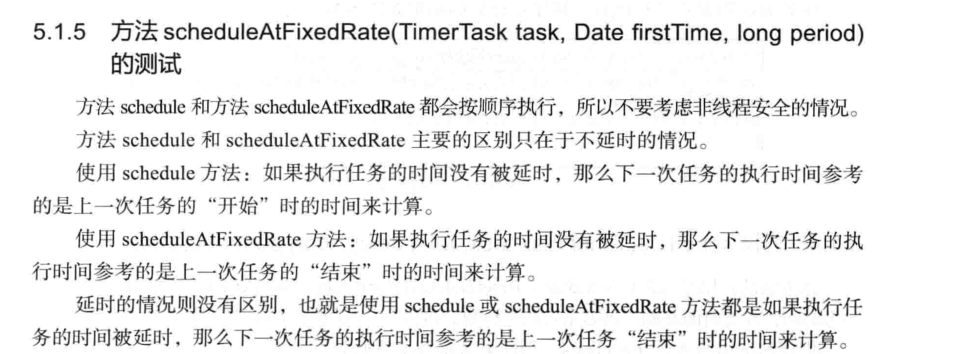 5.1.5 方法 scheduleAtFixedRate(TimerTask task, Date firstTime, long period)
的测试
方法 schedule 和方法 scheduleAtFixedRate 都会按顺序执行，所以不要考虑非线程安全的情况。
方法 schedule 和 scheduleAtFixedRate 主要的区别只在于不延时的情况。
使用 schedule 方法：如果执行任务的时间没有被延时，那么下一次任务的执行时间参考
的是上一次任务的“开始”时的时间来计算。
使用 scheduleAtFixedRate 方法：如果执行任务的时间没有被延时，那么下一次任务的执
行时间参考的是上一次任务的“结束”时的时间来计算。
延时的情况则没有区别，也就是使用 schedule 或 scheduleAtFixedRate 方法都是如果执行任
务的时间被延时，那么下一次任务的执行时间参考的是上一次任务“结束”时的时间来计算。